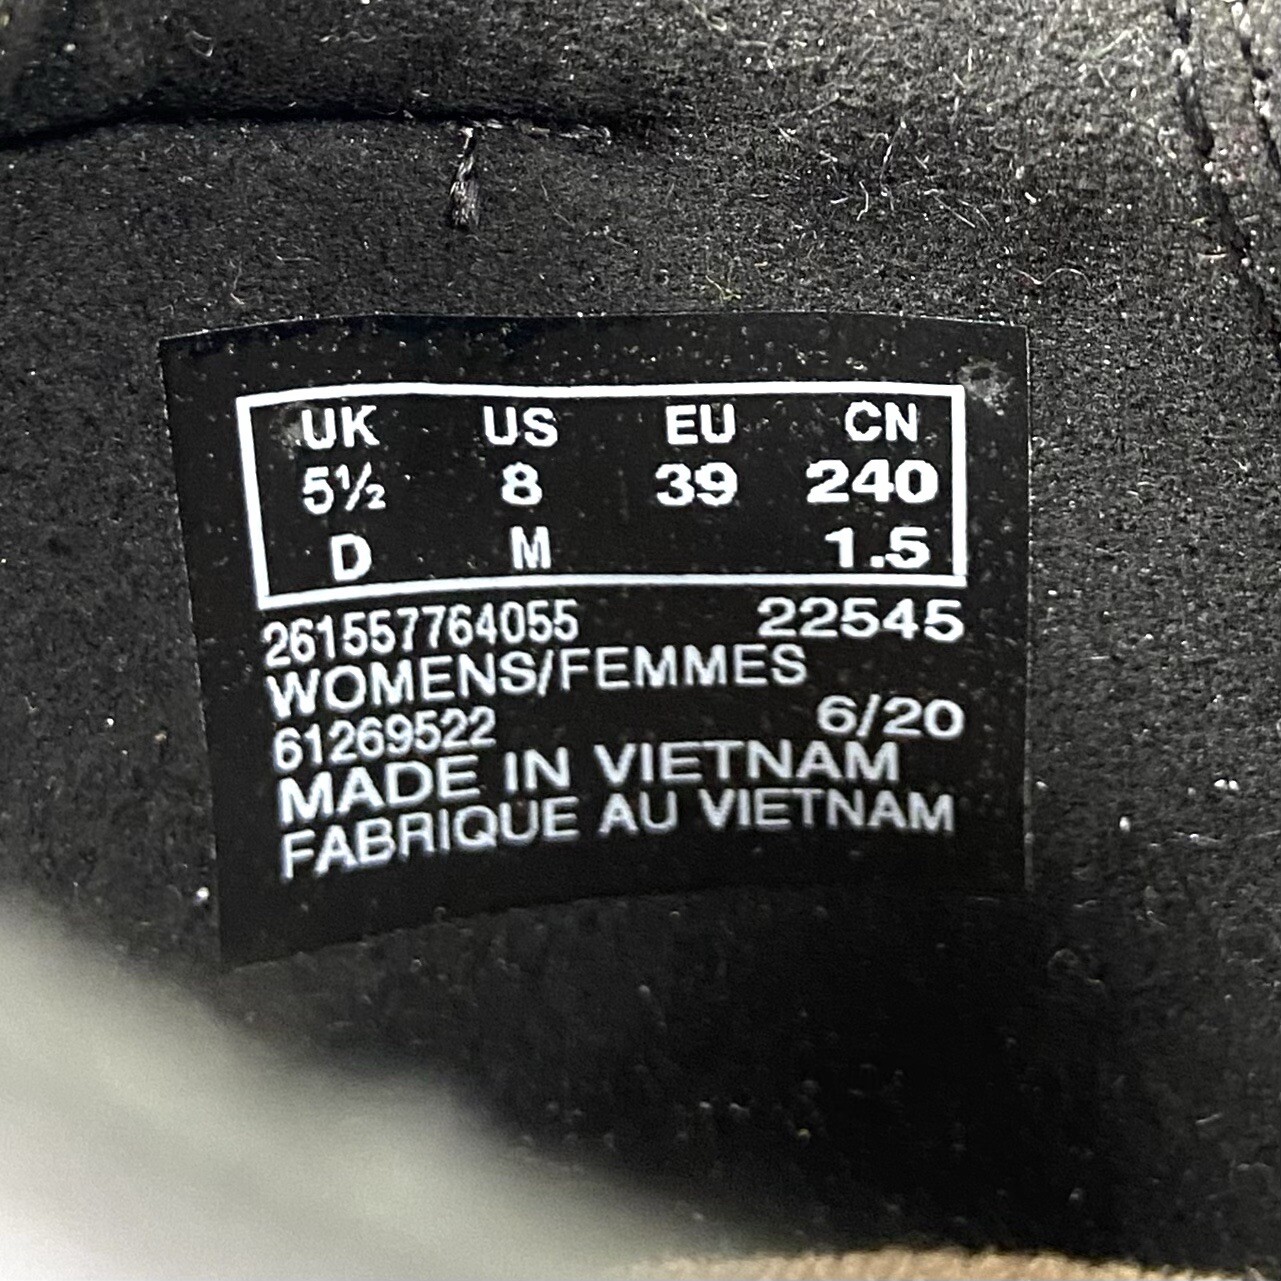 UK US EU CN
5½ 8 39 240
D M 1.5
261557764055 22545
WOMENS/FEMMES
61269522 6/20
MADE IN VIETNAM
FABRIQUE AU VIETNAM